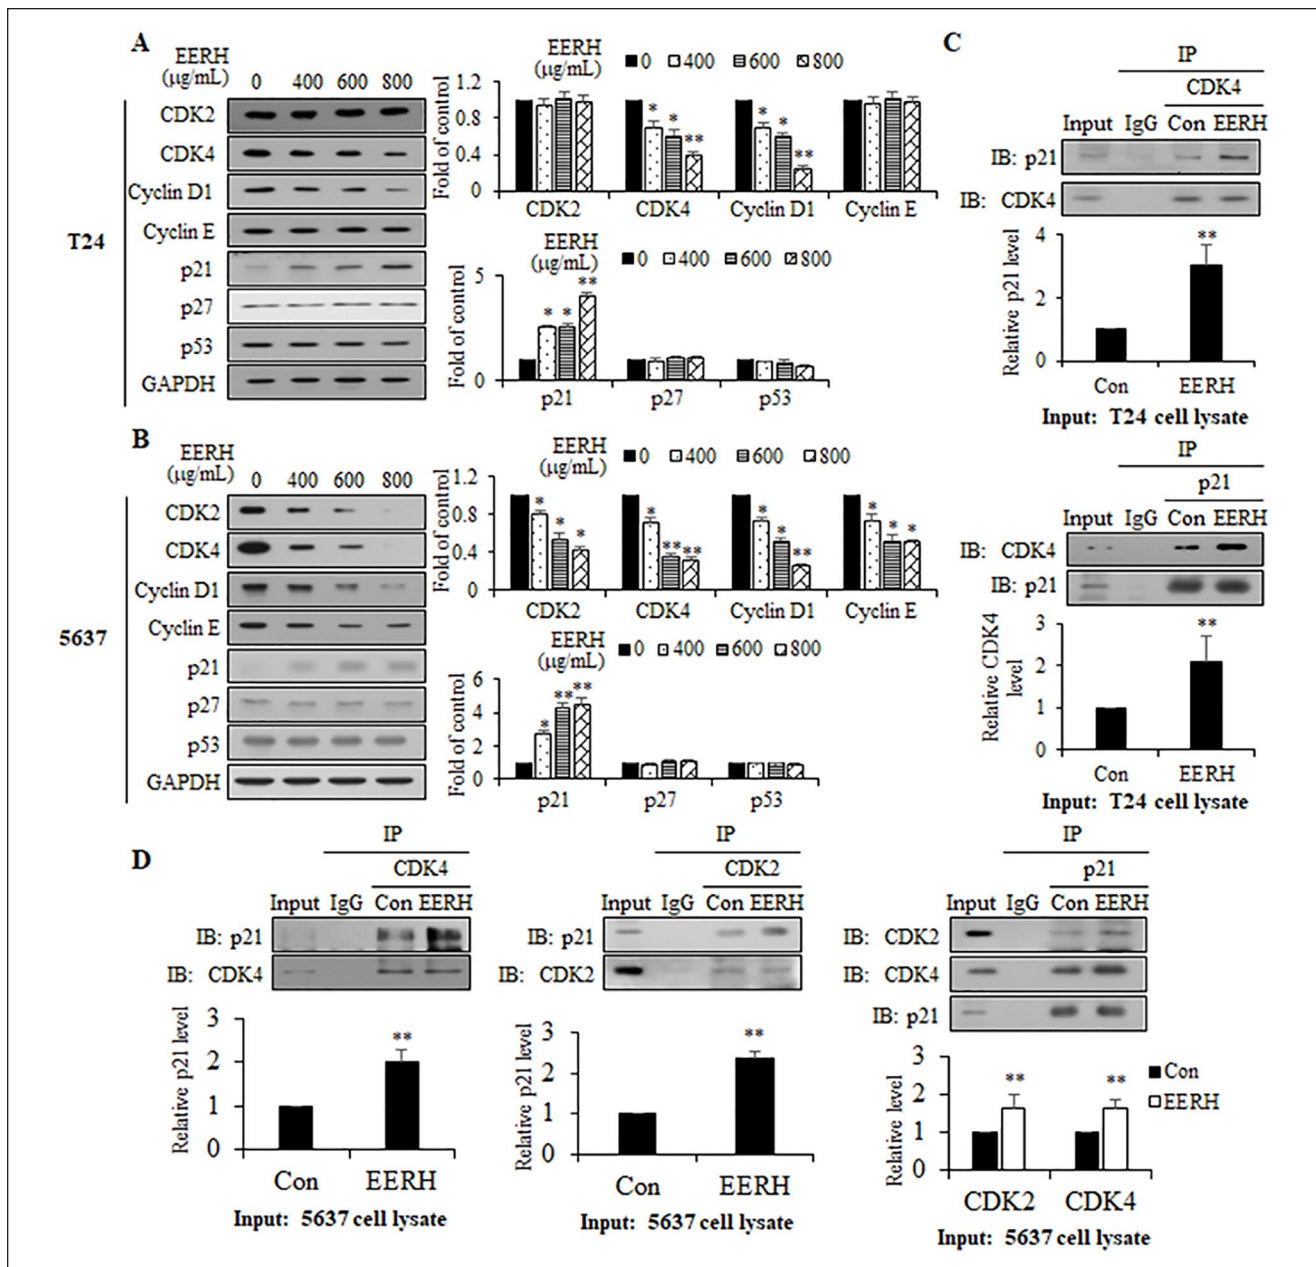 A
EERH
(µg/mL) 0 400 600 800
T24
CDK2
CDK4
Cyclin D1
Cyclin E
p21
p27
p53
GAPDH
EERH
(µg/mL) 0 400 600 800
Fold of control
1.2
0.8
0.4
0
* * **
* * **
CDK2 CDK4 Cyclin D1 Cyclin E
EERH
(µg/mL) 0 400 600 800
Fold of control
5
0
* * **
p21 p27 p53
B
EERH
(µg/mL) 0 400 600 800
5637
CDK2
CDK4
Cyclin D1
Cyclin E
p21
p27
p53
GAPDH
EERH
(µg/mL) 0 400 600 800
Fold of control
1.2
0.8
0.4
0
* * *
* ** **
* * **
* * *
CDK2 CDK4 Cyclin D1 Cyclin E
EERH
(µg/mL) 0 400 600 800
Fold of control
6
4
2
0
* ** **
p21 p27 p53
C
IP
CDK4
Input IgG Con EERH
IB: p21
IB: CDK4
Relative p21 level
4
2
0
**
Con EERH
Input: T24 cell lysate
IP
p21
Input IgG Con EERH
IB: CDK4
IB: p21
Relative CDK4
level
3
2
1
0
**
Con EERH
Input: T24 cell lysate
D
IP
CDK4
Input IgG Con EERH
IB: p21
IB: CDK4
Relative p21 level
3
2
1
0
**
Con EERH
Input: 5637 cell lysate
IP
CDK2
Input IgG Con EERH
IB: p21
IB: CDK2
Relative p21 level
3
2
1
0
**
Con EERH
Input: 5637 cell lysate
IP
p21
Input IgG Con EERH
IB: CDK2
IB: CDK4
IB: p21
Relative level
3
2
1
0
** **
Con
EERH
CDK2 CDK4
Input: 5637 cell lysate